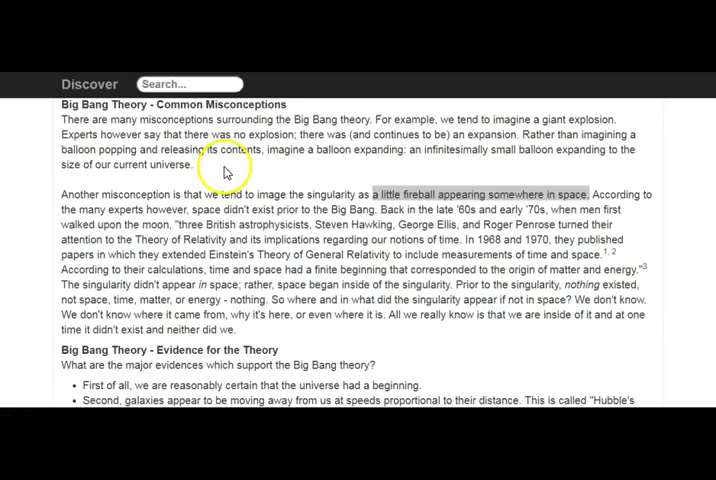 Discover Search...
Big Bang Theory - Common Misconceptions
There are many misconceptions surrounding the Big Bang theory. For example, we tend to imagine a giant explosion.
Experts however say that there was no explosion; there was (and continues to be) an expansion. Rather than imagining a
balloon popping and releasing its contents, imagine a balloon expanding: an infinitesimally small balloon expanding to the
size of our current universe.
Another misconception is that we tend to image the singularity as a little fireball appearing somewhere in space. According to
the many experts however, space didn't exist prior to the Big Bang. Back in the late '60s and early '70s, when men first
walked upon the moon, "three British astrophysicists, Steven Hawking, George Ellis, and Roger Penrose turned their
attention to the Theory of Relativity and its implications regarding our notions of time. In 1968 and 1970, they published
papers in which they extended Einstein's Theory of General Relativity to include measurements of time and space.1, 2
According to their calculations, time and space had a finite beginning that corresponded to the origin of matter and energy."3
The singularity didn't appear in space; rather, space began inside of the singularity. Prior to the singularity, nothing existed,
not space, time, matter, or energy - nothing. So where and in what did the singularity appear if not in space? We don't know.
We don't know where it came from, why it's here, or even where it is. All we really know is that we are inside of it and at one
time it didn't exist and neither did we.
Big Bang Theory - Evidence for the Theory
What are the major evidences which support the Big Bang theory?
• First of all, we are reasonably certain that the universe had a beginning.
• Second, galaxies appear to be moving away from us at speeds proportional to their distance. This is called "Hubble's